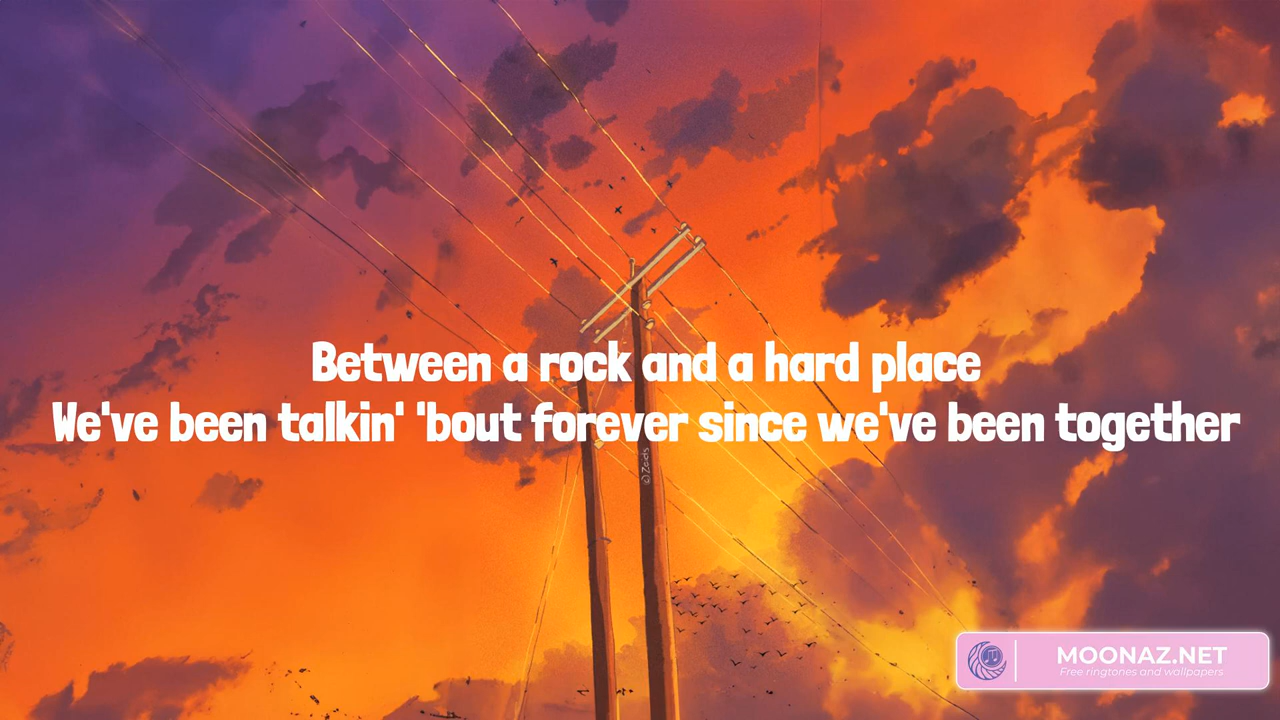 Between a rock and a hard place
We've been talkin' 'bout forever since we've been together
©Zaids
MOONAZ.NET
Free ringtones and wallpapers